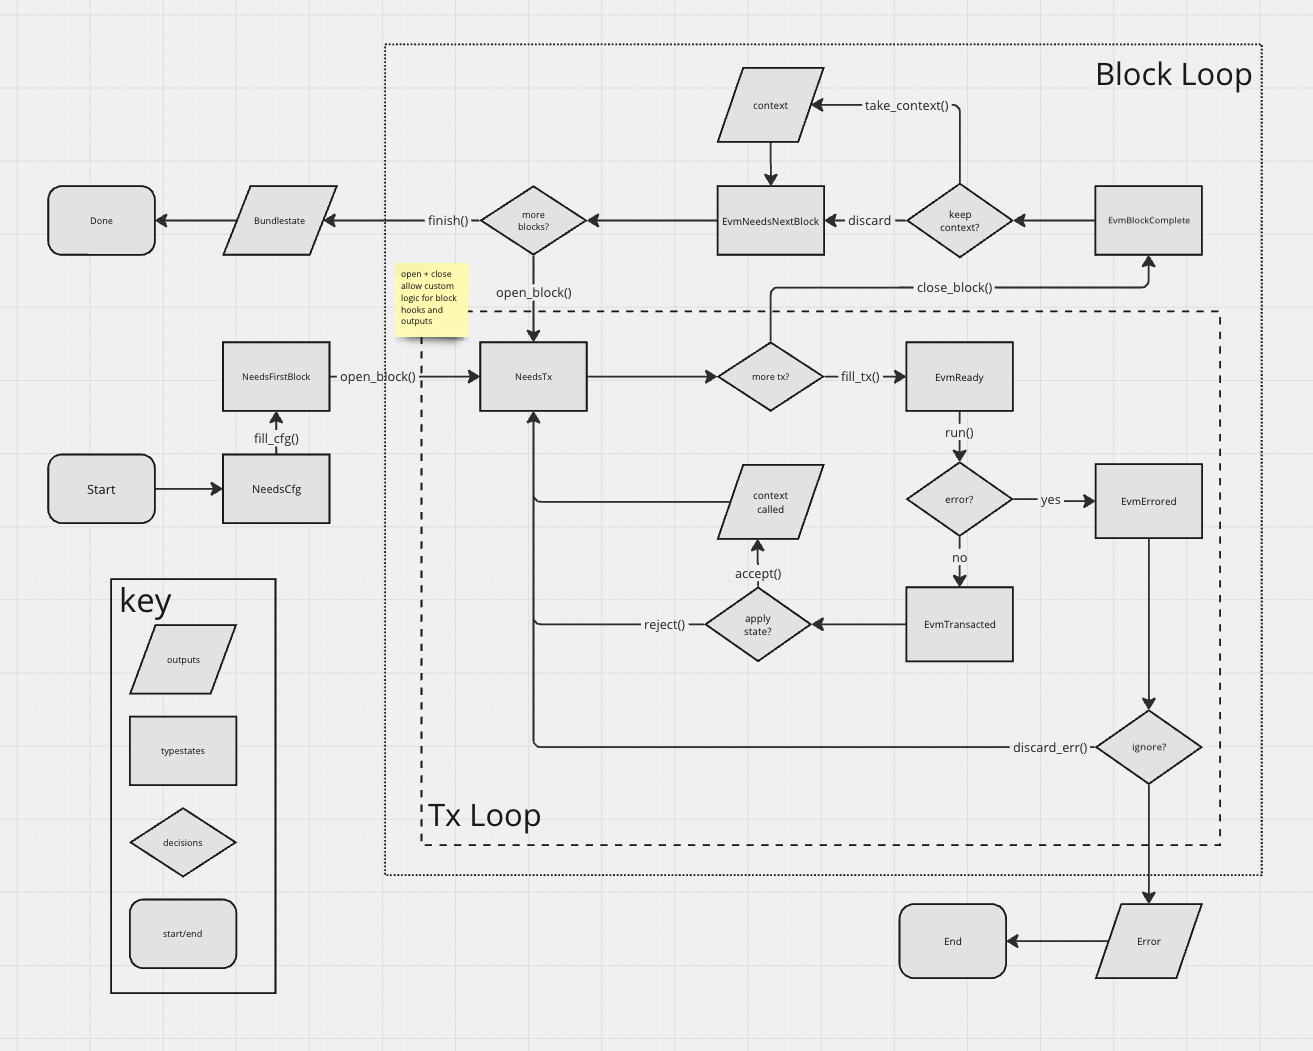 Block Loop
context
take_context()
Done
Bundlestate
finish()
more
blocks?
EvmNeedsNextBlock
discard
keep
context?
EvmBlockComplete
open + close
allow custom
logic for block
hooks and
outputs
open_block()
close_block()
NeedsFirstBlock
open_block()
NeedsTx
more tx?
fill_tx()
EvmReady
fill_cfg()
run()
Start
NeedsCfg
context
called
error?
yes
EvmErrored
no
accept()
key
reject()
apply
state?
EvmTransacted
outputs
typestates
discard_err()
ignore?
Tx Loop
decisions
start/end
End
Error